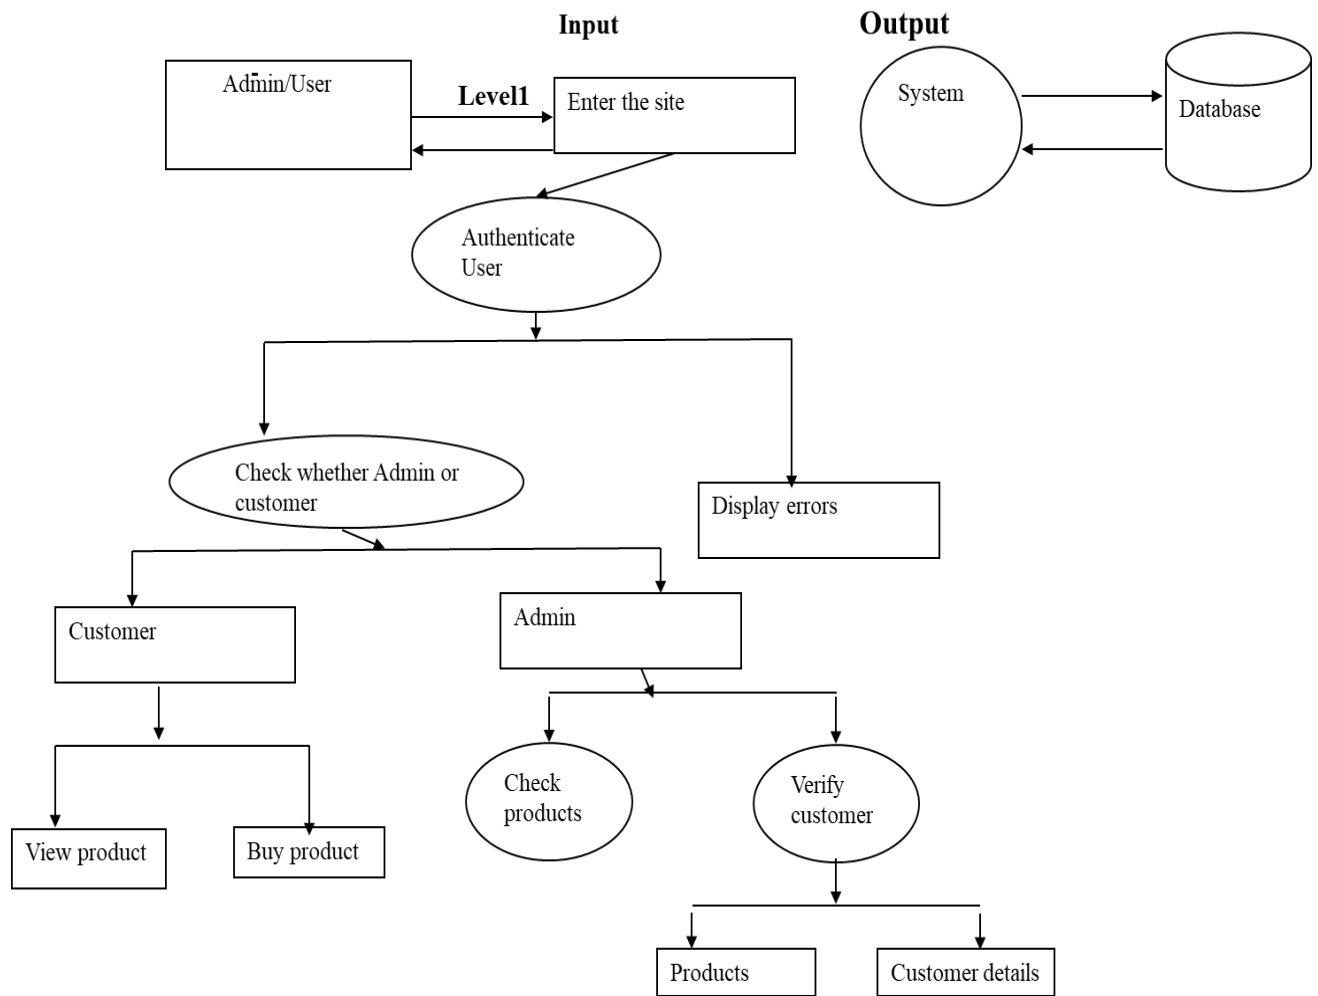 Input
Output
Admin/User
Level1
Enter the site
System
Database
Authenticate
User
Check whether Admin or
customer
Display errors
Customer
Admin
Check
products
Verify
customer
View product
Buy product
Products
Customer details